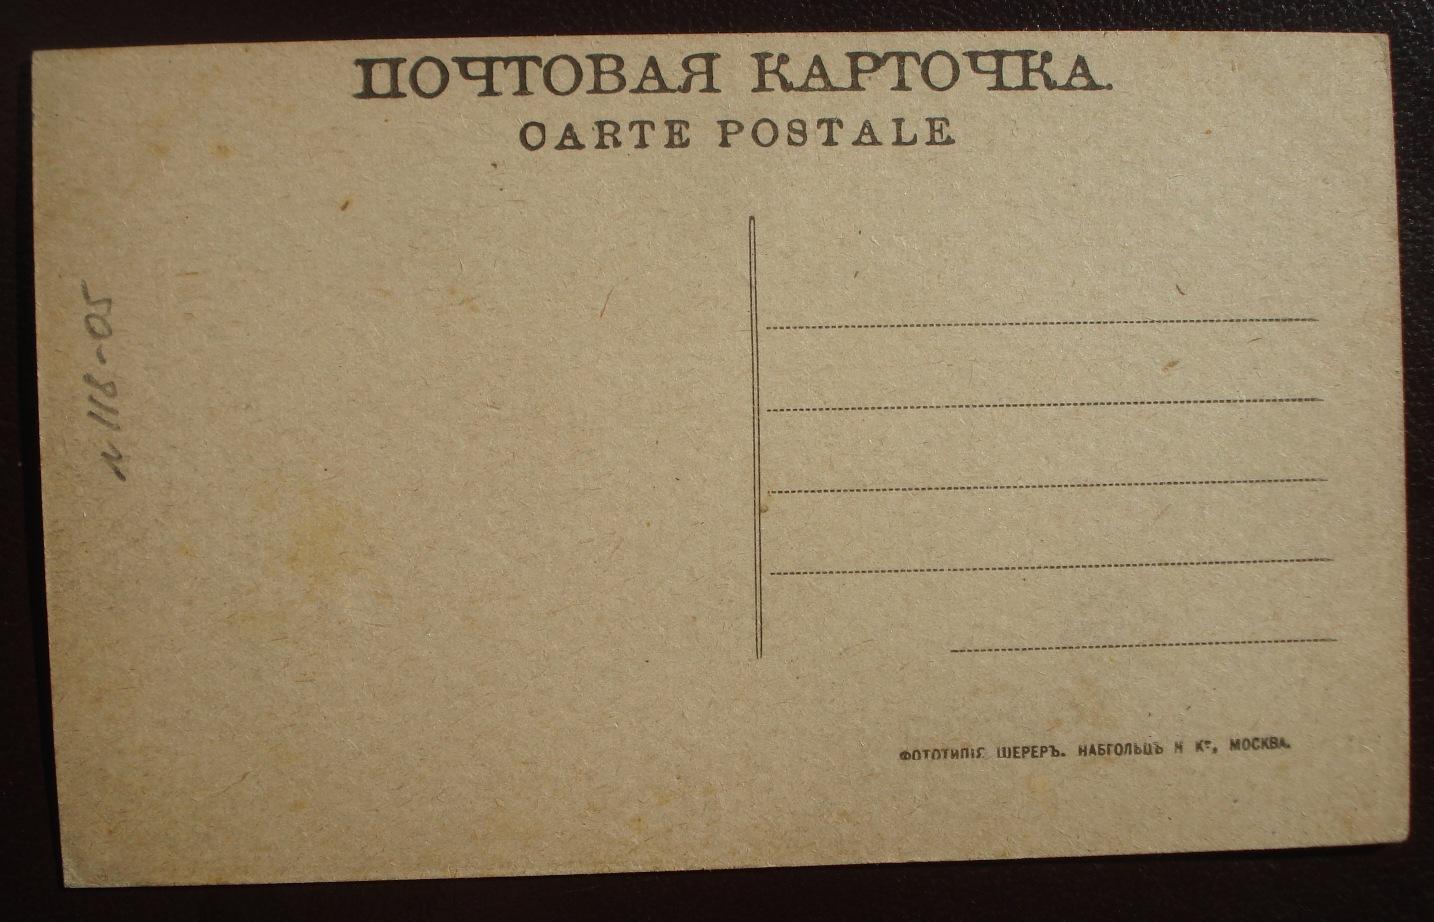 ПОЧТОВАЯ КАРТОЧКА.
CARTE POSTALE
118-05
ФОТОТИПІЯ ШЕРЕРЪ. НАБГОЛЬЦЪ И Кº, МОСКВА.